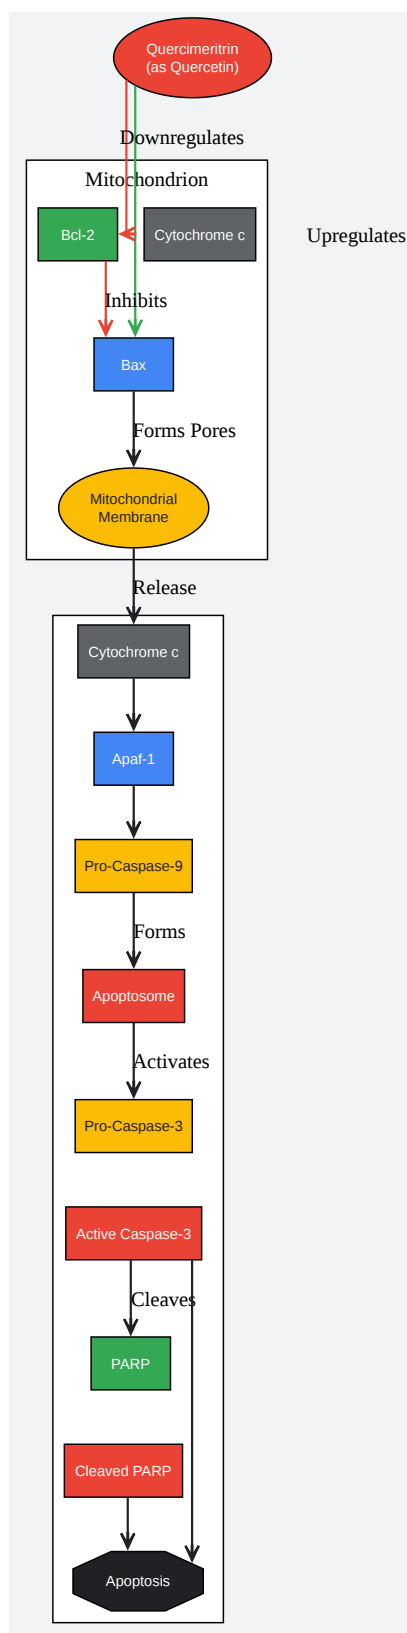 Quercimeritrin
(as Quercetin)
Downregulates
Mitochondrion
Bcl-2
Cytochrome c
Upregulates
Inhibits
Bax
Forms Pores
Mitochondrial
Membrane
Release
Cytochrome c
Apaf-1
Pro-Caspase-9
Forms
Apoptosome
Activates
Pro-Caspase-3
Active Caspase-3
Cleaves
PARP
Cleaved PARP
Apoptosis